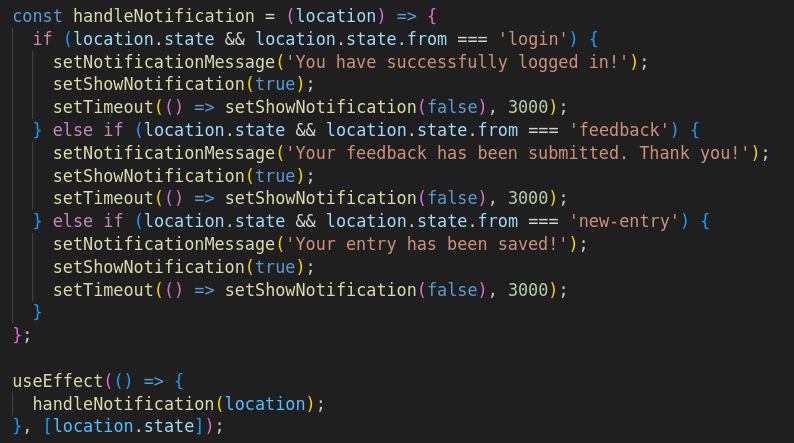 const handleNotification = (location) => {
  if (location.state && location.state.from === 'login') {
    setNotificationMessage('You have successfully logged in!');
    setShowNotification(true);
    setTimeout(() => setShowNotification(false), 3000);
  } else if (location.state && location.state.from === 'feedback') {
    setNotificationMessage('Your feedback has been submitted. Thank you!');
    setShowNotification(true);
    setTimeout(() => setShowNotification(false), 3000);
  } else if (location.state && location.state.from === 'new-entry') {
    setNotificationMessage('Your entry has been saved!');
    setShowNotification(true);
    setTimeout(() => setShowNotification(false), 3000);
  }
};

useEffect(() => {
  handleNotification(location);
}, [location.state]);